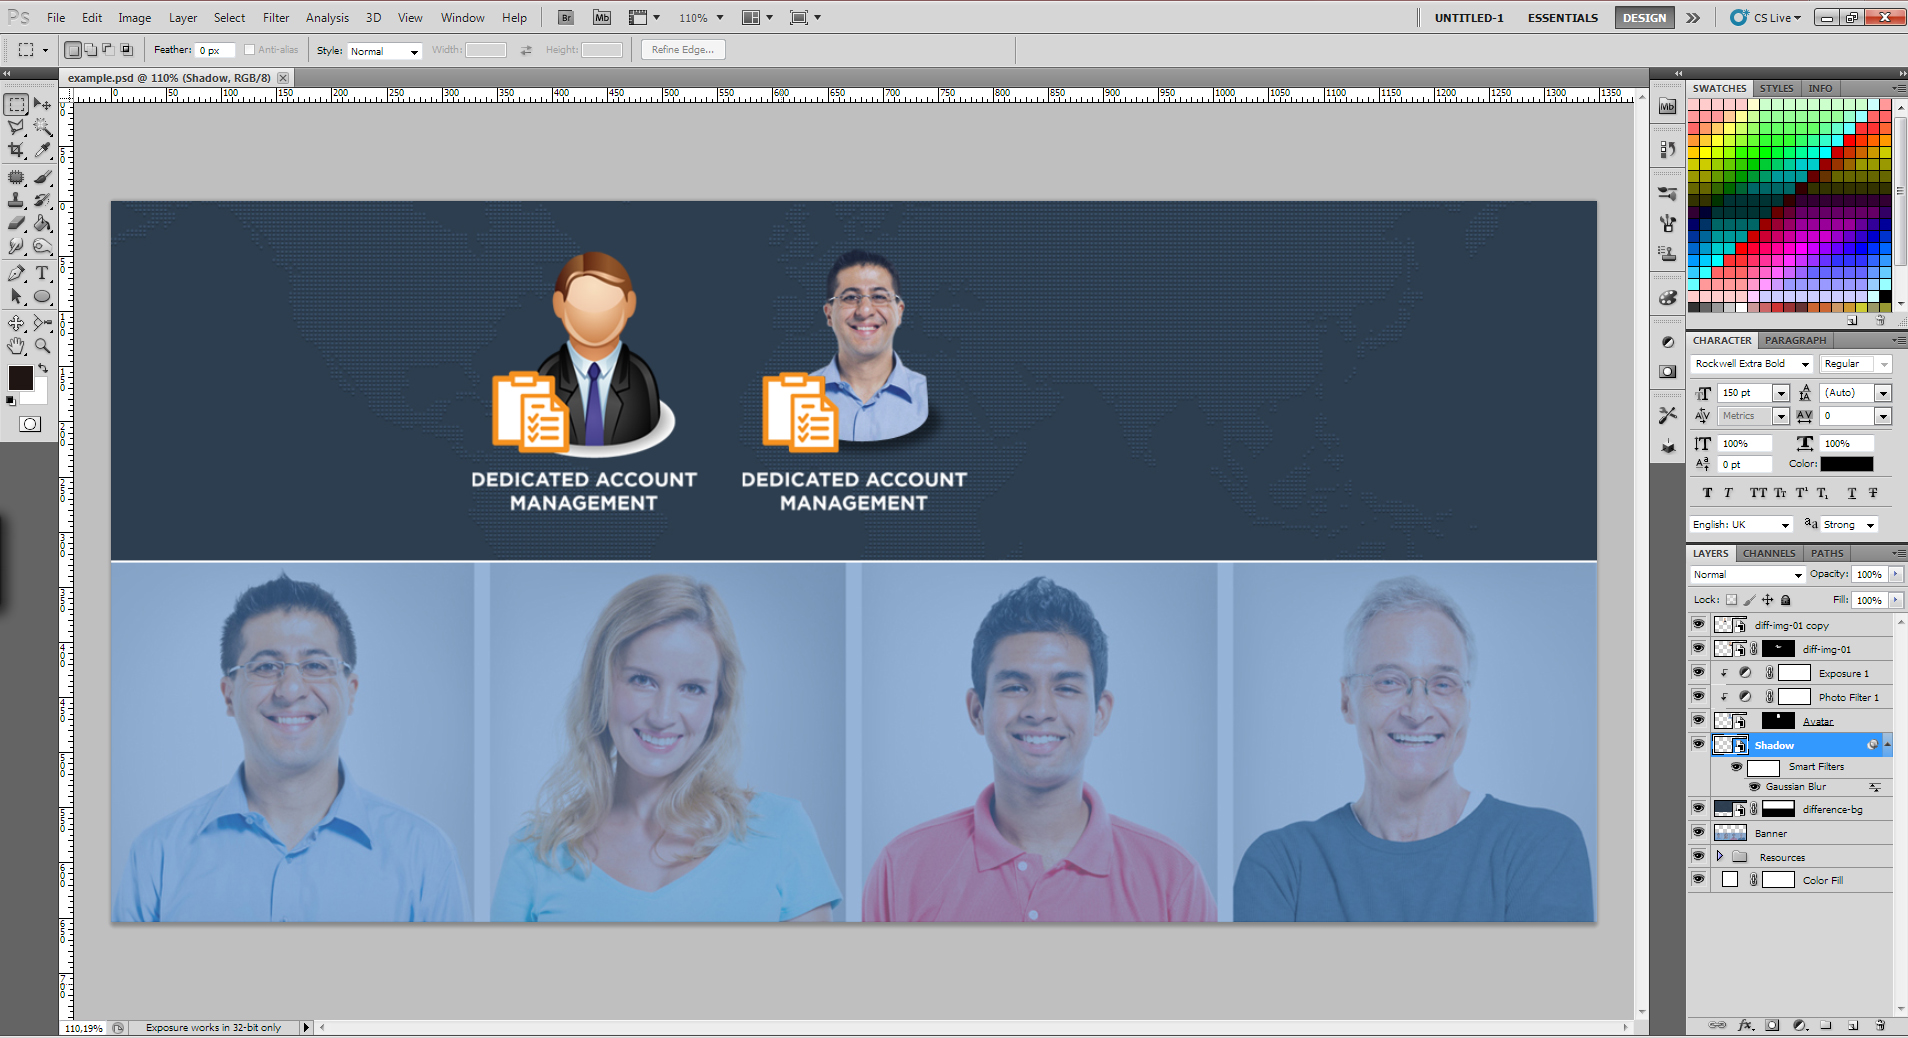 Ps File Edit Image Layer Select Filter Analysis 3D View Window Help Br Mb 110% UNTITLED-1 ESSENTIALS DESIGN CS Live
Feather: 0 px Anti-alias Style: Normal Width: Height: Refine Edge...
example.psd @ 110% (Shadow, RGB/8)
0 50 100 150 200 250 300 350 400 450 500 550 600 650 700 750 800 850 900 950 1000 1050 1100 1150 1200 1250 1300 1350
SWATCHES STYLES INFO
Mb
CHARACTER PARAGRAPH
Rockwell Extra Bold Regular
150 pt (Auto)
Metrics 0
100% 100%
0 pt Color:
T T TT Tr T¹ T₁ T T
English: UK aa Strong
LAYERS CHANNELS PATHS
Normal Opacity: 100%
Lock: Fill: 100%
diff-img-01 copy
diff-img-01
Exposure 1
Photo Filter 1
Avatar
Shadow
Smart Filters
Gaussian Blur
difference-bg
Banner
Resources
Color Fill
DEDICATED ACCOUNT
MANAGEMENT
DEDICATED ACCOUNT
MANAGEMENT
110,19% Exposure works in 32-bit only
fx